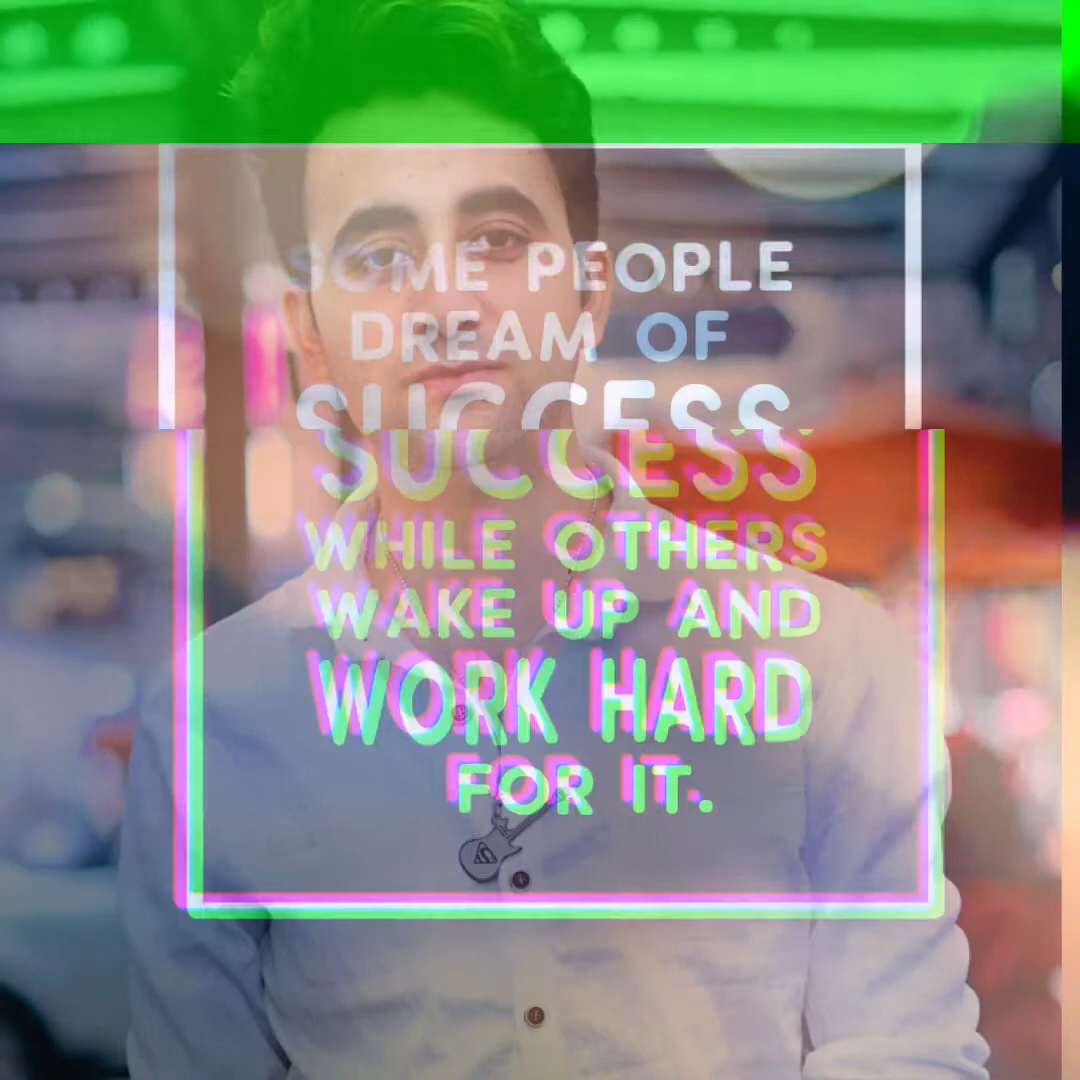 SOME PEOPLE
DREAM OF
SUCCESS
WHILE OTHERS
WAKE UP AND
WORK HARD
FOR IT.